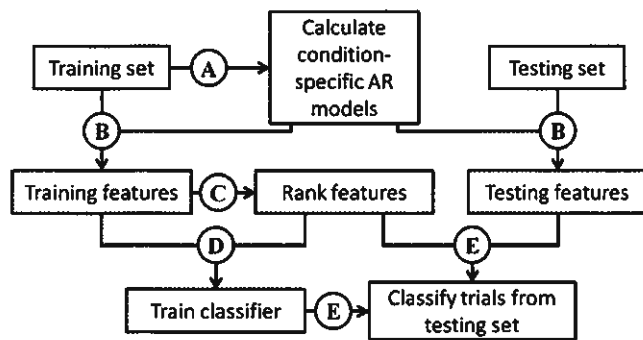 Training set
A
Calculate
condition-
specific AR
models
Testing set
B
B
Training features
C
Rank features
Testing features
D
E
Train classifier
E
Classify trials from
testing set